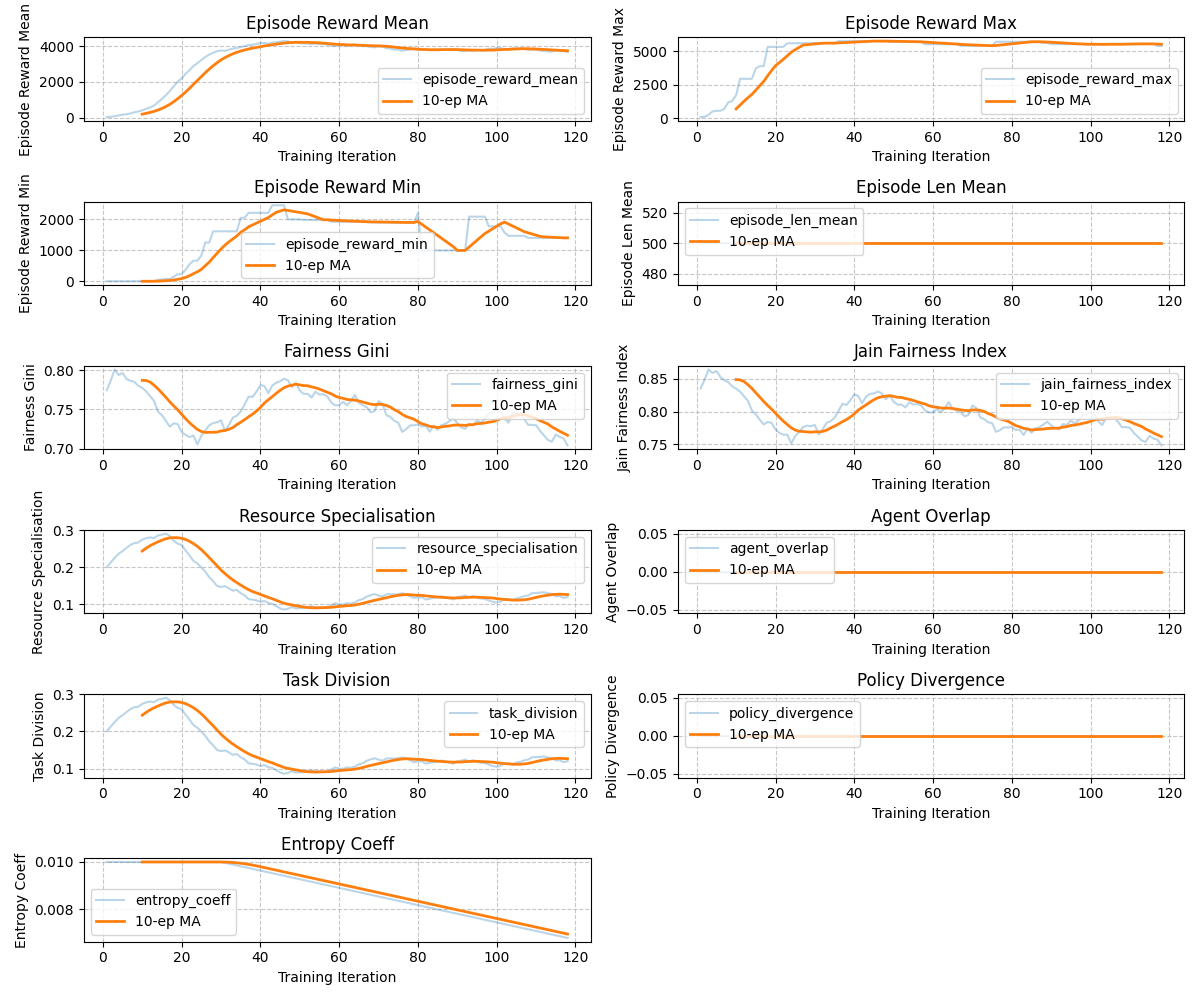 Episode Reward Mean
Episode Reward Mean
4000
2000
0
episode_reward_mean
10-ep MA
0 20 40 60 80 100 120
Training Iteration
Episode Reward Max
Episode Reward Max
5000
2500
0
episode_reward_max
10-ep MA
0 20 40 60 80 100 120
Training Iteration
Episode Reward Min
Episode Reward Min
2000
1000
0
episode_reward_min
10-ep MA
0 20 40 60 80 100 120
Training Iteration
Episode Len Mean
Episode Len Mean
520
500
480
episode_len_mean
10-ep MA
0 20 40 60 80 100 120
Training Iteration
Fairness Gini
Fairness Gini
0.80
0.75
0.70
fairness_gini
10-ep MA
0 20 40 60 80 100 120
Training Iteration
Jain Fairness Index
Jain Fairness Index
0.85
0.80
0.75
jain_fairness_index
10-ep MA
0 20 40 60 80 100 120
Training Iteration
Resource Specialisation
Resource Specialisation
0.3
0.2
0.1
resource_specialisation
10-ep MA
0 20 40 60 80 100 120
Training Iteration
Agent Overlap
Agent Overlap
0.05
0.00
−0.05
agent_overlap
10-ep MA
0 20 40 60 80 100 120
Training Iteration
Task Division
Task Division
0.3
0.2
0.1
task_division
10-ep MA
0 20 40 60 80 100 120
Training Iteration
Policy Divergence
Policy Divergence
0.05
0.00
−0.05
policy_divergence
10-ep MA
0 20 40 60 80 100 120
Training Iteration
Entropy Coeff
Entropy Coeff
0.010
0.008
entropy_coeff
10-ep MA
0 20 40 60 80 100 120
Training Iteration